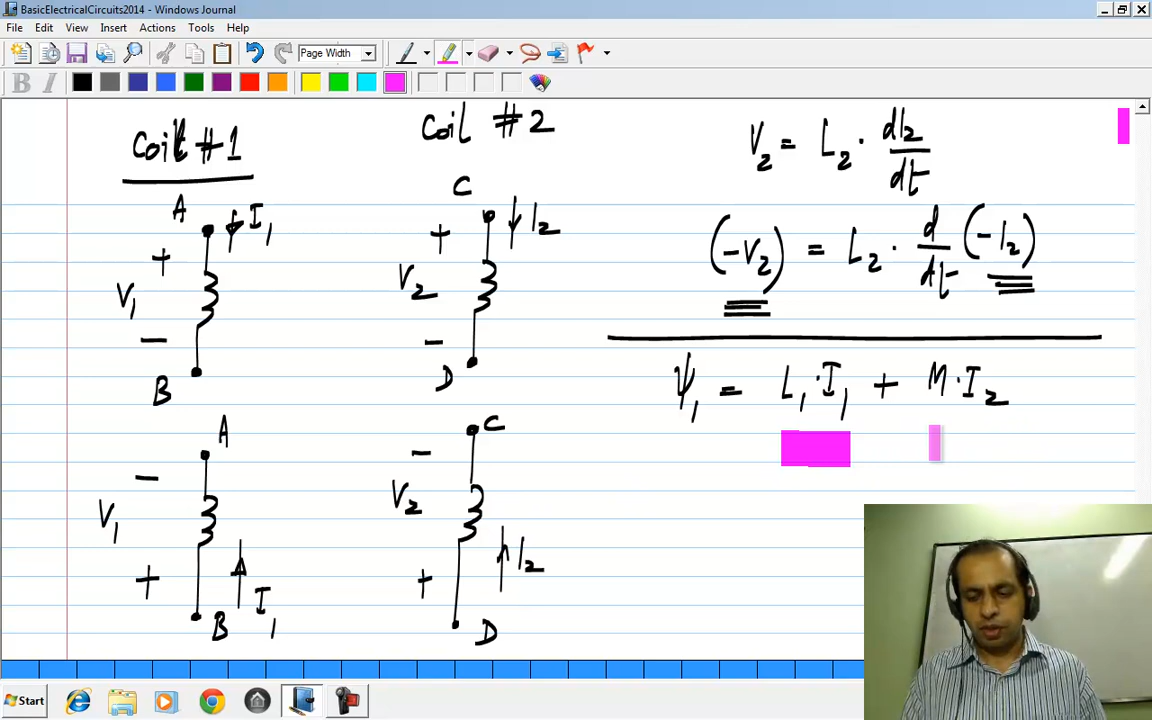 BasicElectricalCircuits2014 - Windows Journal
File Edit View Insert Actions Tools Help
Page Width
B I
Coil #1
Coil #2
V₂ = L₂ · dI₂/dt
A
I₁
+
V₁
−
B
C
I₂
+
V₂
−
D
(−V₂) = L₂ · d/dt (−I₂)
ψ₁ = L₁·I₁ + M·I₂
A
−
V₁
+
B
I₁
C
−
V₂
+
I₂
D
Start